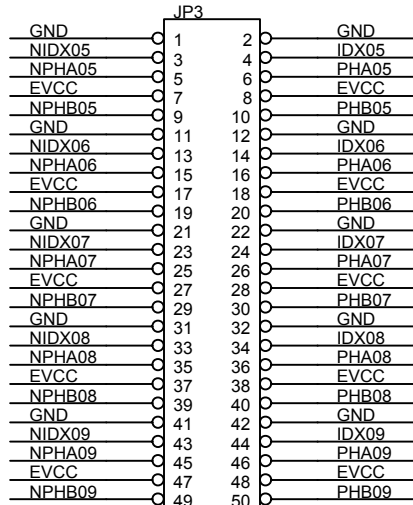 JP3
GND 1 2 GND
NIDX05 3 4 IDX05
NPHA05 5 6 PHA05
EVCC 7 8 EVCC
NPHB05 9 10 PHB05
GND 11 12 GND
NIDX06 13 14 IDX06
NPHA06 15 16 PHA06
EVCC 17 18 EVCC
NPHB06 19 20 PHB06
GND 21 22 GND
NIDX07 23 24 IDX07
NPHA07 25 26 PHA07
EVCC 27 28 EVCC
NPHB07 29 30 PHB07
GND 31 32 GND
NIDX08 33 34 IDX08
NPHA08 35 36 PHA08
EVCC 37 38 EVCC
NPHB08 39 40 PHB08
GND 41 42 GND
NIDX09 43 44 IDX09
NPHA09 45 46 PHA09
EVCC 47 48 EVCC
NPHB09 49 50 PHB09